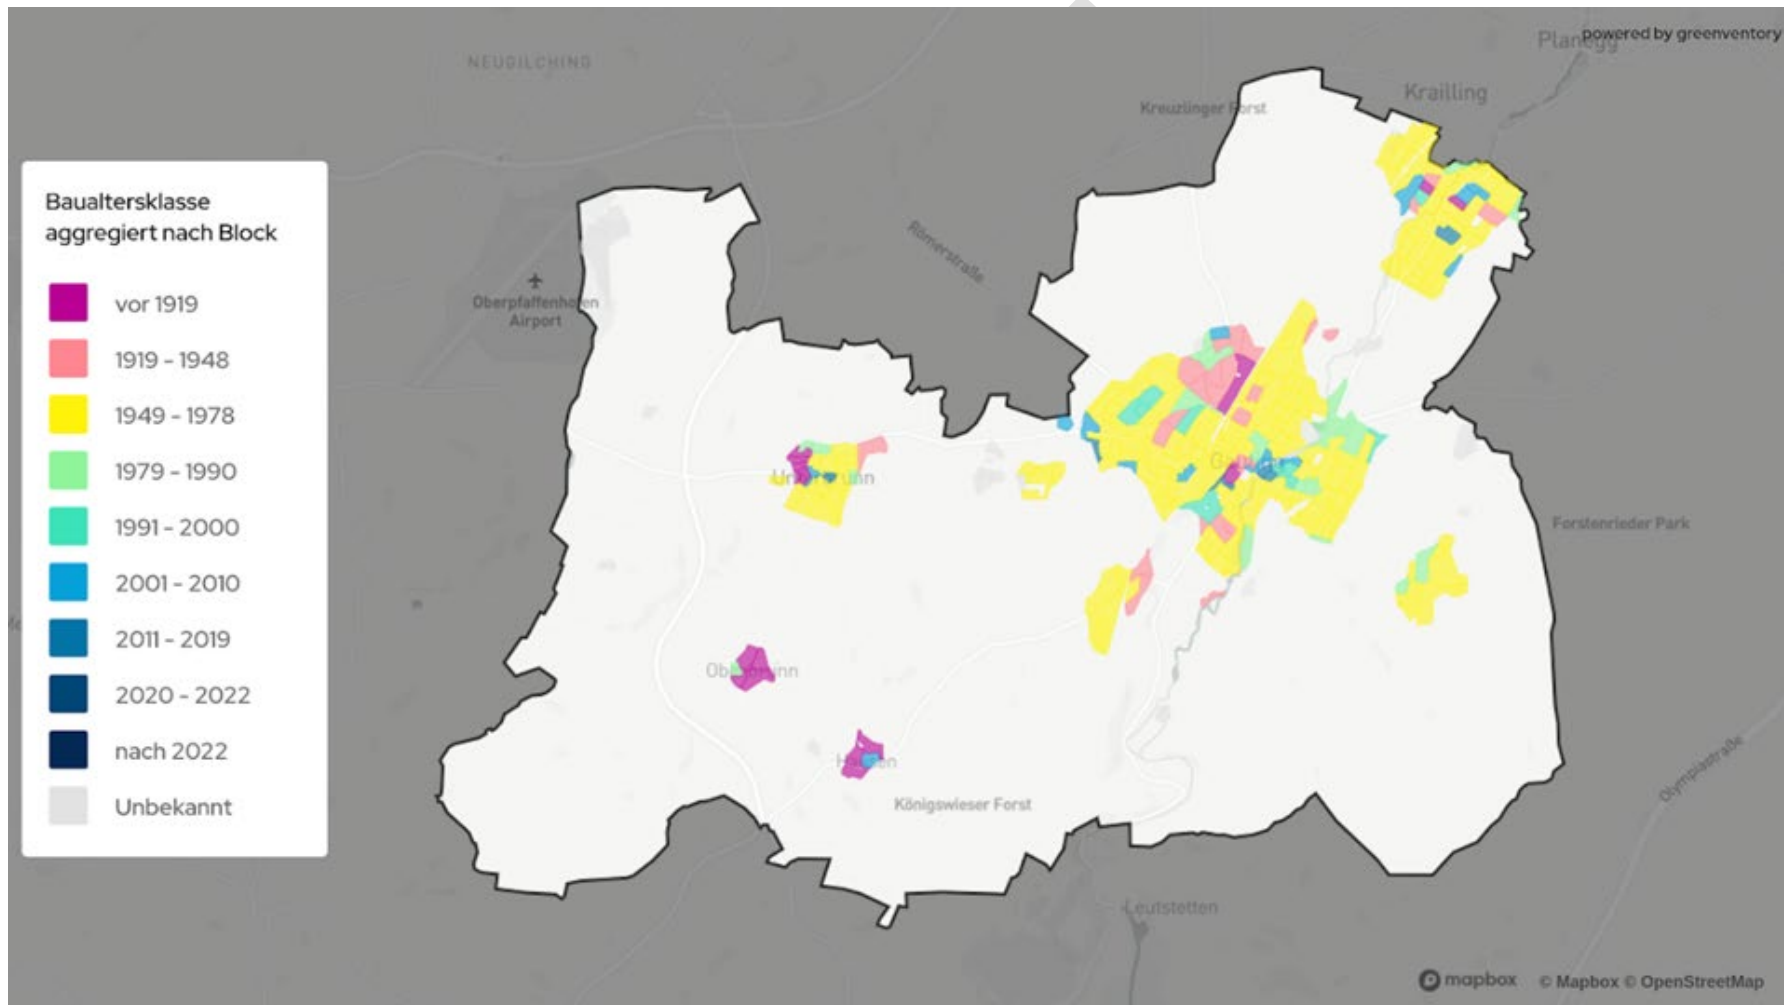 powered by greenventory
Planegg
NEUGILCHING
Krailling
Kreuzlinger Forst
Baualtersklasse
aggregiert nach Block
Römerstraße
Oberpfaffenhofen
Airport
vor 1919
1919 - 1948
1949 - 1978
1979 - 1990
1991 - 2000
2001 - 2010
2011 - 2019
2020 - 2022
nach 2022
Unbekannt
Forstenrieder Park
Olympiastraße
Königswieser Forst
Leutstetten
mapbox
© Mapbox © OpenStreetMap